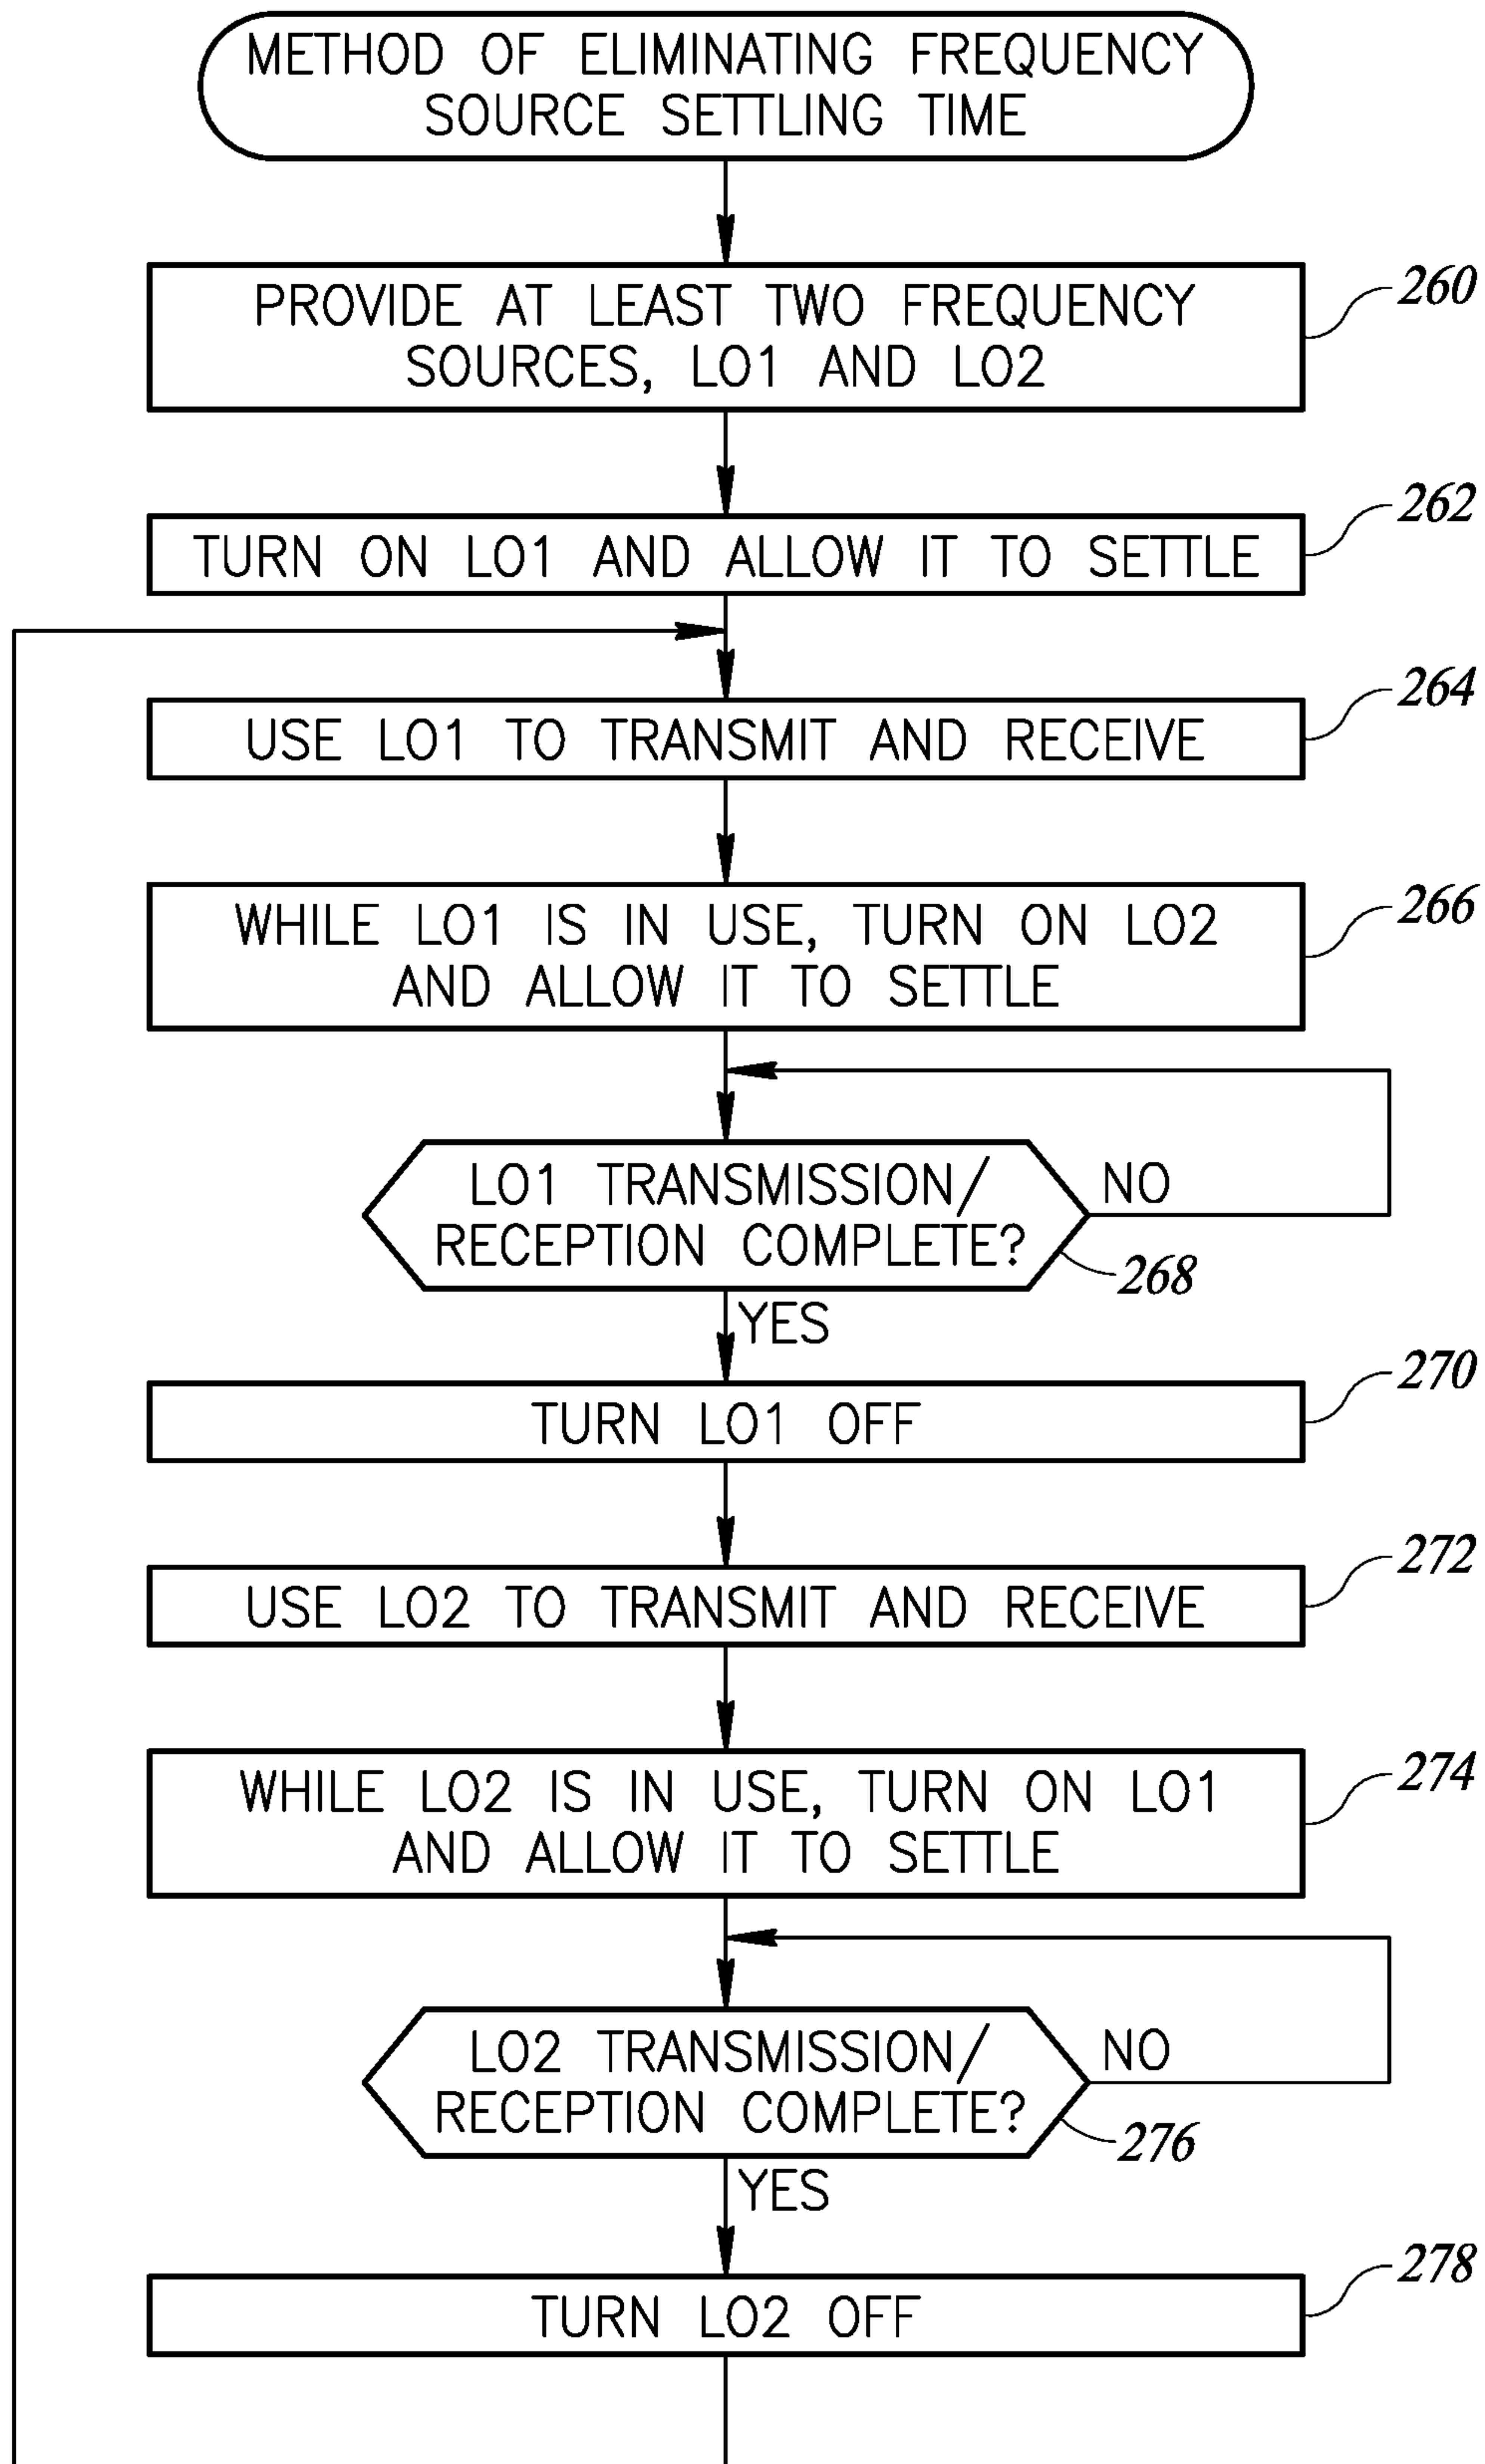 METHOD OF ELIMINATING FREQUENCY
SOURCE SETTLING TIME
PROVIDE AT LEAST TWO FREQUENCY
SOURCES, LO1 AND LO2
260
TURN ON LO1 AND ALLOW IT TO SETTLE
262
USE LO1 TO TRANSMIT AND RECEIVE
264
WHILE LO1 IS IN USE, TURN ON LO2
AND ALLOW IT TO SETTLE
266
LO1 TRANSMISSION/
RECEPTION COMPLETE?
NO
268
YES
TURN LO1 OFF
270
USE LO2 TO TRANSMIT AND RECEIVE
272
WHILE LO2 IS IN USE, TURN ON LO1
AND ALLOW IT TO SETTLE
274
LO2 TRANSMISSION/
RECEPTION COMPLETE?
NO
276
YES
TURN LO2 OFF
278